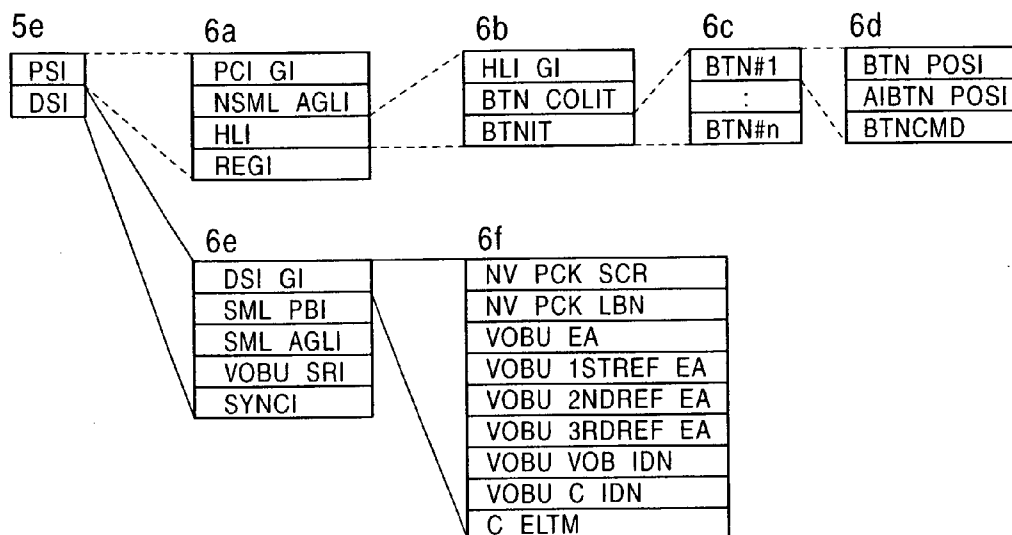 5e
PSI
DSI
6a
PCI GI
NSML AGLI
HLI
REGI
6b
HLI GI
BTN COLIT
BTNIT
6c
BTN#1
:
BTN#n
6d
BTN POSI
AIBTN POSI
BTNCMD
6e
DSI GI
SML PBI
SML AGLI
VOBU SRI
SYNCI
6f
NV PCK SCR
NV PCK LBN
VOBU EA
VOBU 1STREF EA
VOBU 2NDREF EA
VOBU 3RDREF EA
VOBU VOB IDN
VOBU C IDN
C ELTM